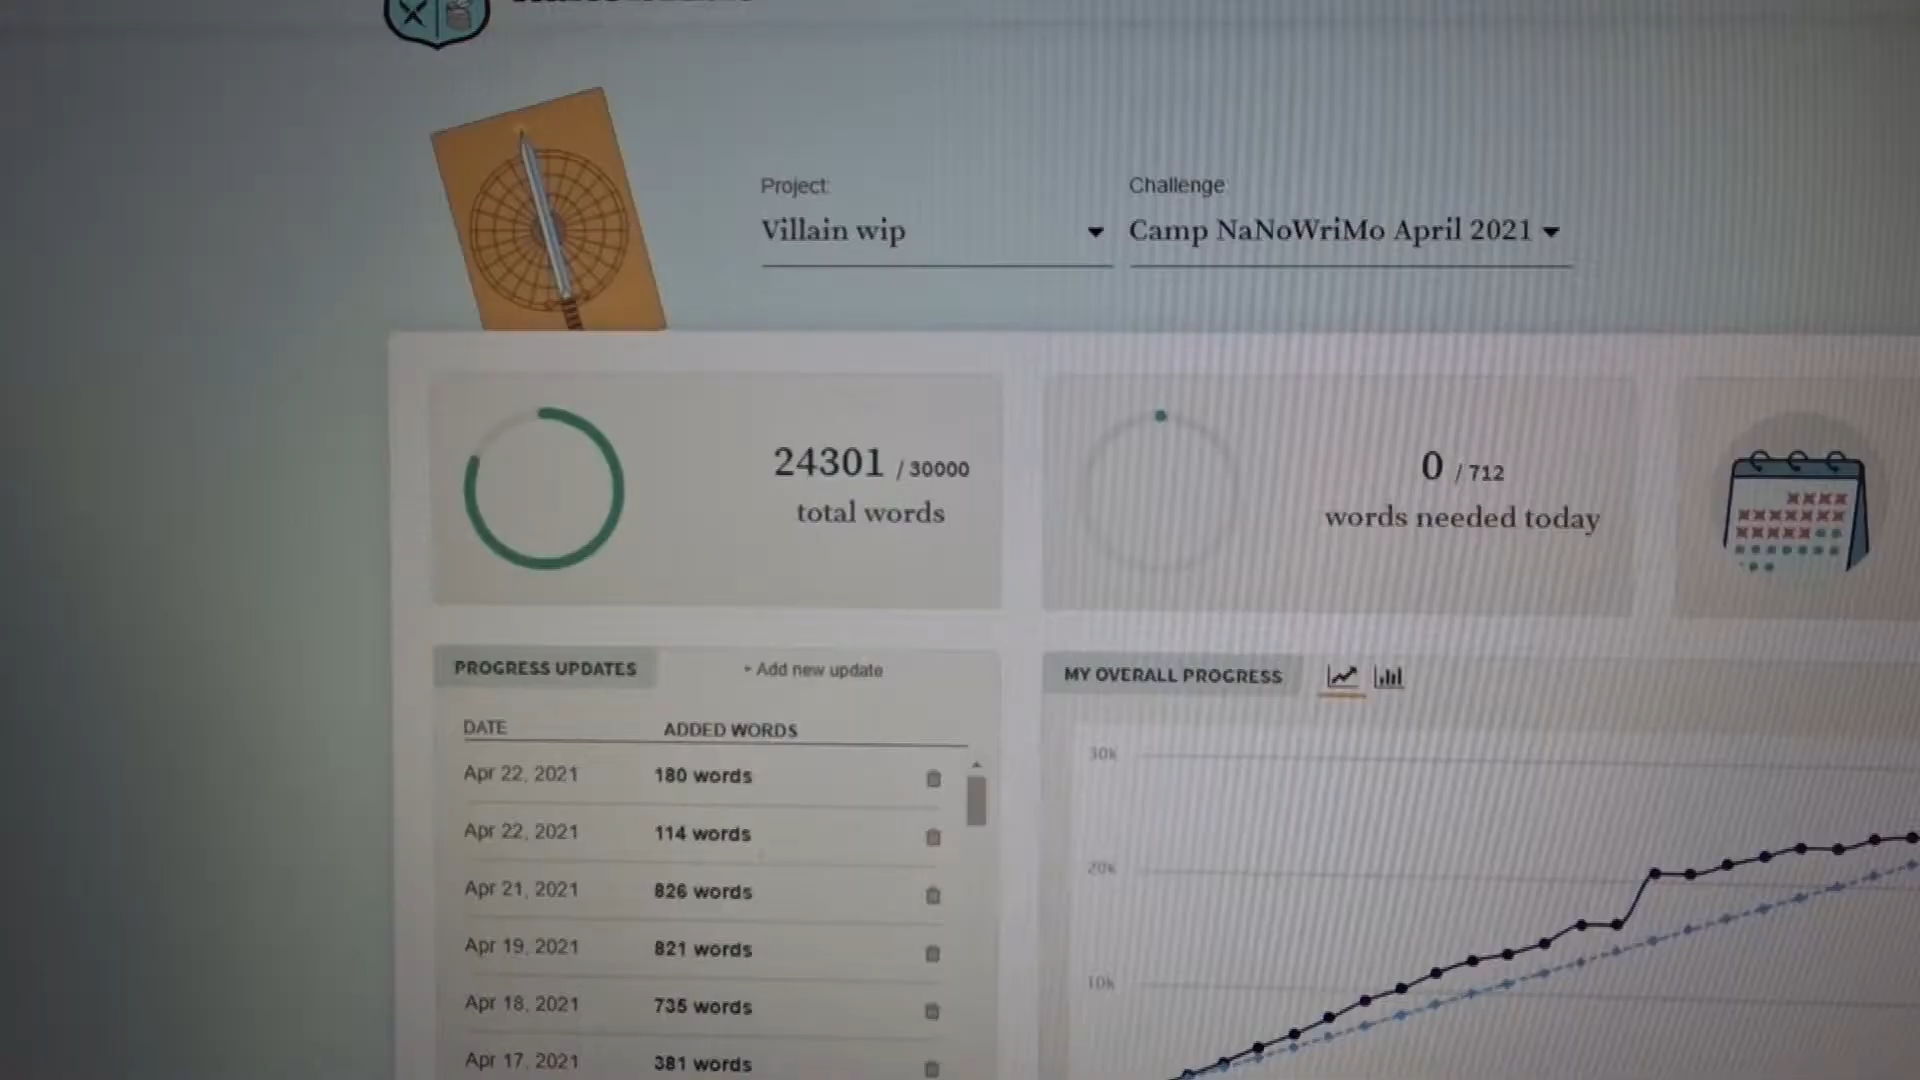 Project:
Villain wip
Challenge
Camp NaNoWriMo April 2021
24301 / 30000
total words
0 / 712
words needed today
PROGRESS UPDATES
+ Add new update
MY OVERALL PROGRESS
DATE
ADDED WORDS
Apr 22, 2021
180 words
Apr 22, 2021
114 words
Apr 21, 2021
826 words
Apr 19, 2021
821 words
Apr 18, 2021
735 words
Apr 17, 2021
381 words
30k
20k
10k